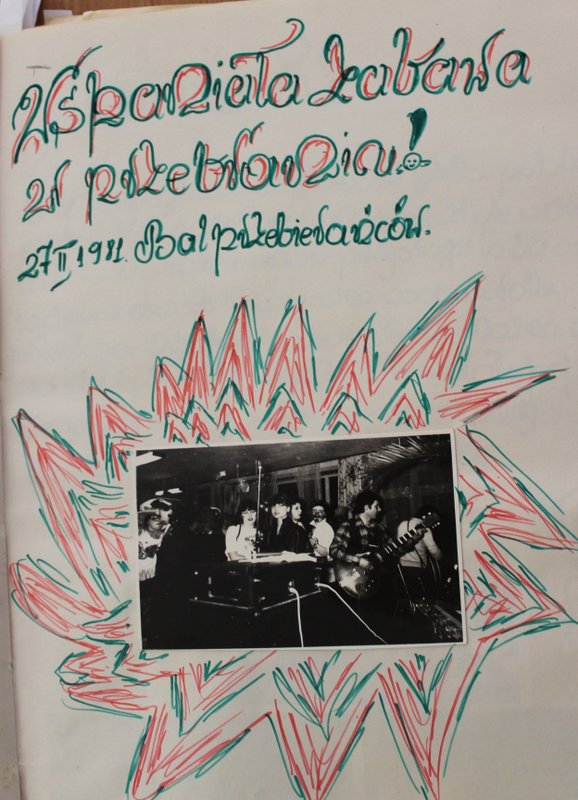 Wspaniała zabawa
w przebraniu!
27 II 1981. Bal przebierańców.